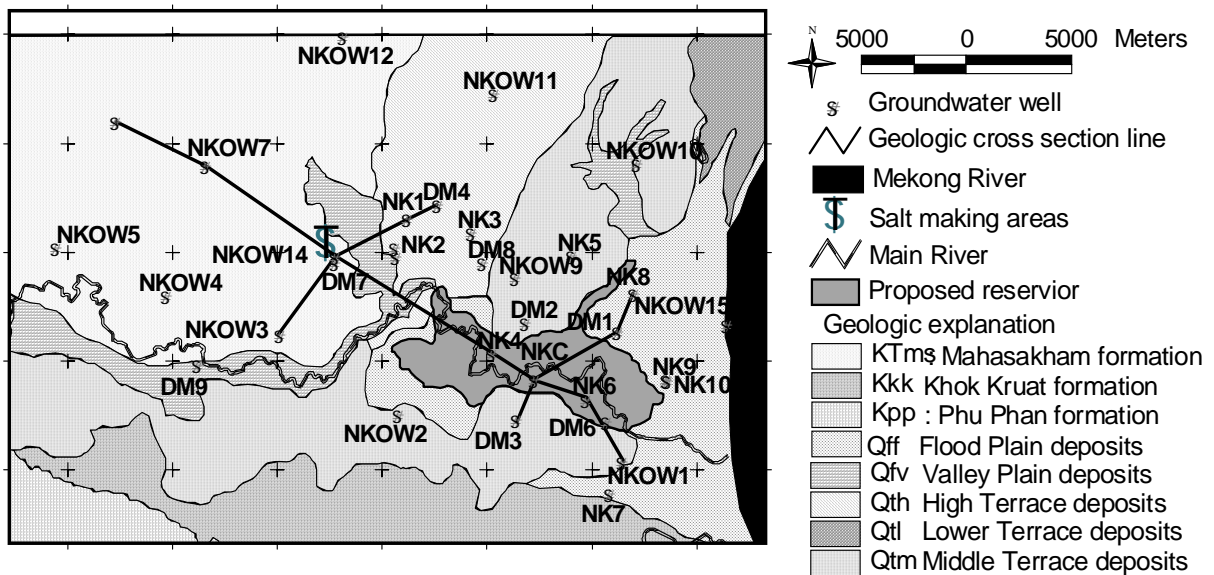 N
5000 0 5000 Meters
Groundwater well
Geologic cross section line
Mekong River
Salt making areas
Main River
Proposed reservior
Geologic explanation
KTms : Mahasakham formation
Kkk Khok Kruat formation
Kpp : Phu Phan formation
Qff Flood Plain deposits
Qfv Valley Plain deposits
Qth High Terrace deposits
Qtl Lower Terrace deposits
Qtm Middle Terrace deposits
NKOW12
NKOW11
NKOW10
NKOW7
NK1
DM4
NK3
NKOW5
NKOW14
NK2
DM8
NK5
DM7
NKOW9
NK8
NKOW4
NKOW15
NKOW3
DM2
DM1
NK4
NKC
DM9
NK9
NK6
NK10
NKOW2
DM3
DM6
NKOW1
NK7